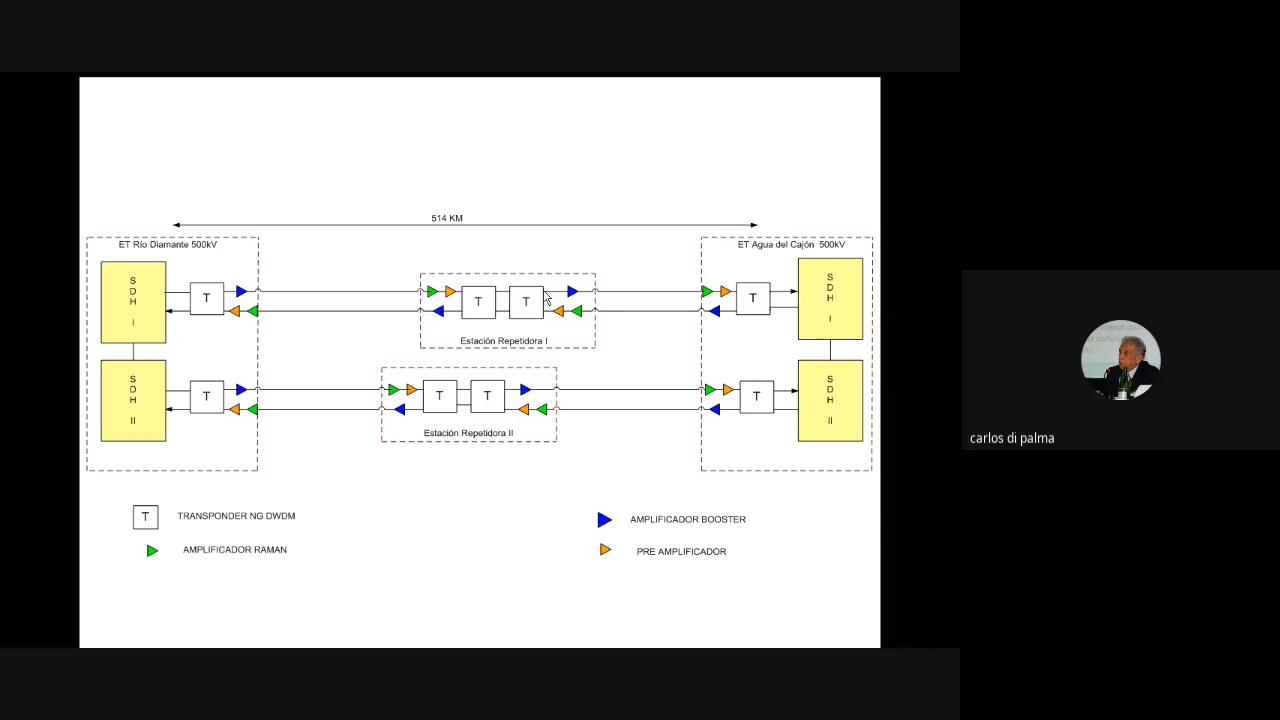 514 KM
ET Río Diamante 500kV
ET Agua del Cajón 500kV
S
D
H
I
T
T
T
T
S
D
H
I
Estación Repetidora I
S
D
H
II
T
T
T
T
S
D
H
II
Estación Repetidora II
T
TRANSPONDER NG DWDM
AMPLIFICADOR BOOSTER
AMPLIFICADOR RAMAN
PRE AMPLIFICADOR
carlos di palma